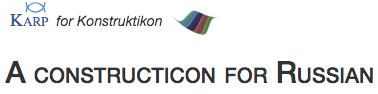 KARP for Konstruktikon
A CONSTRUCTICON FOR RUSSIAN